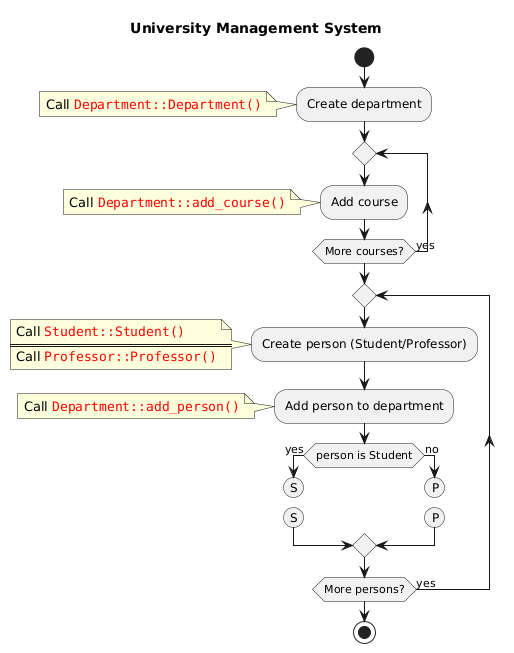 University Management System
Call Department::Department()
Create department
Call Department::add_course()
Add course
More courses?
yes
Call Student::Student()
Call Professor::Professor()
Create person (Student/Professor)
Call Department::add_person()
Add person to department
yes
person is Student
no
S
P
S
P
More persons?
yes